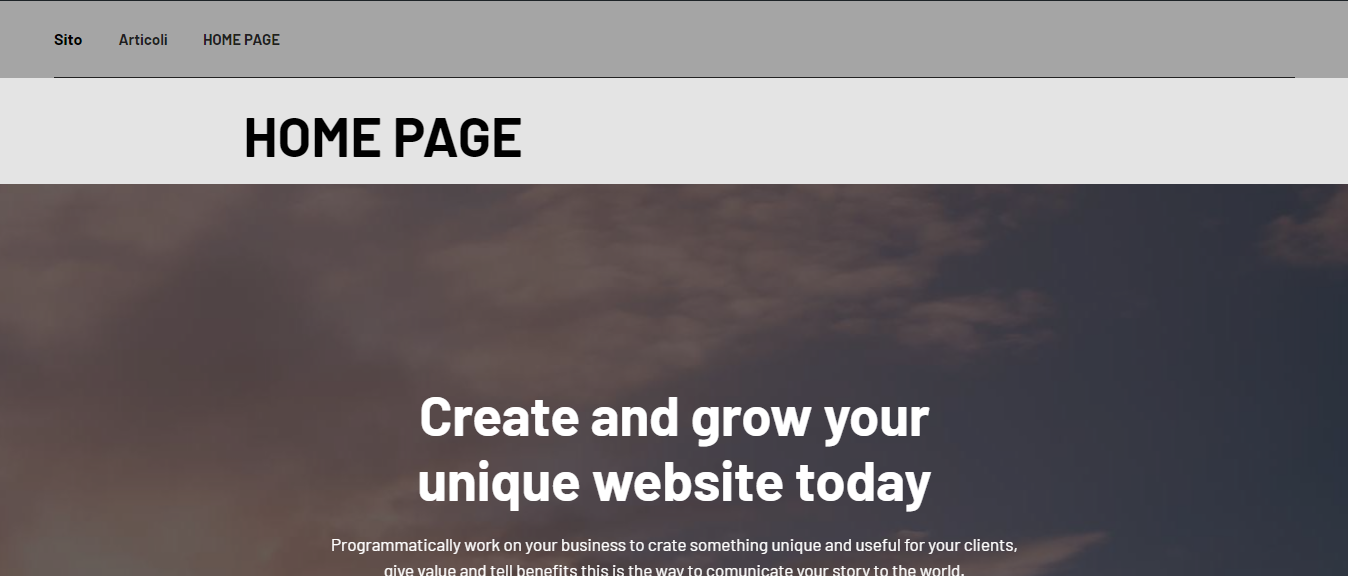 Sito Articoli HOME PAGE
HOME PAGE
Create and grow your
unique website today
Programmatically work on your business to crate something unique and useful for your clients,
give value and tell benefits this is the way to comunicate your story to the world.